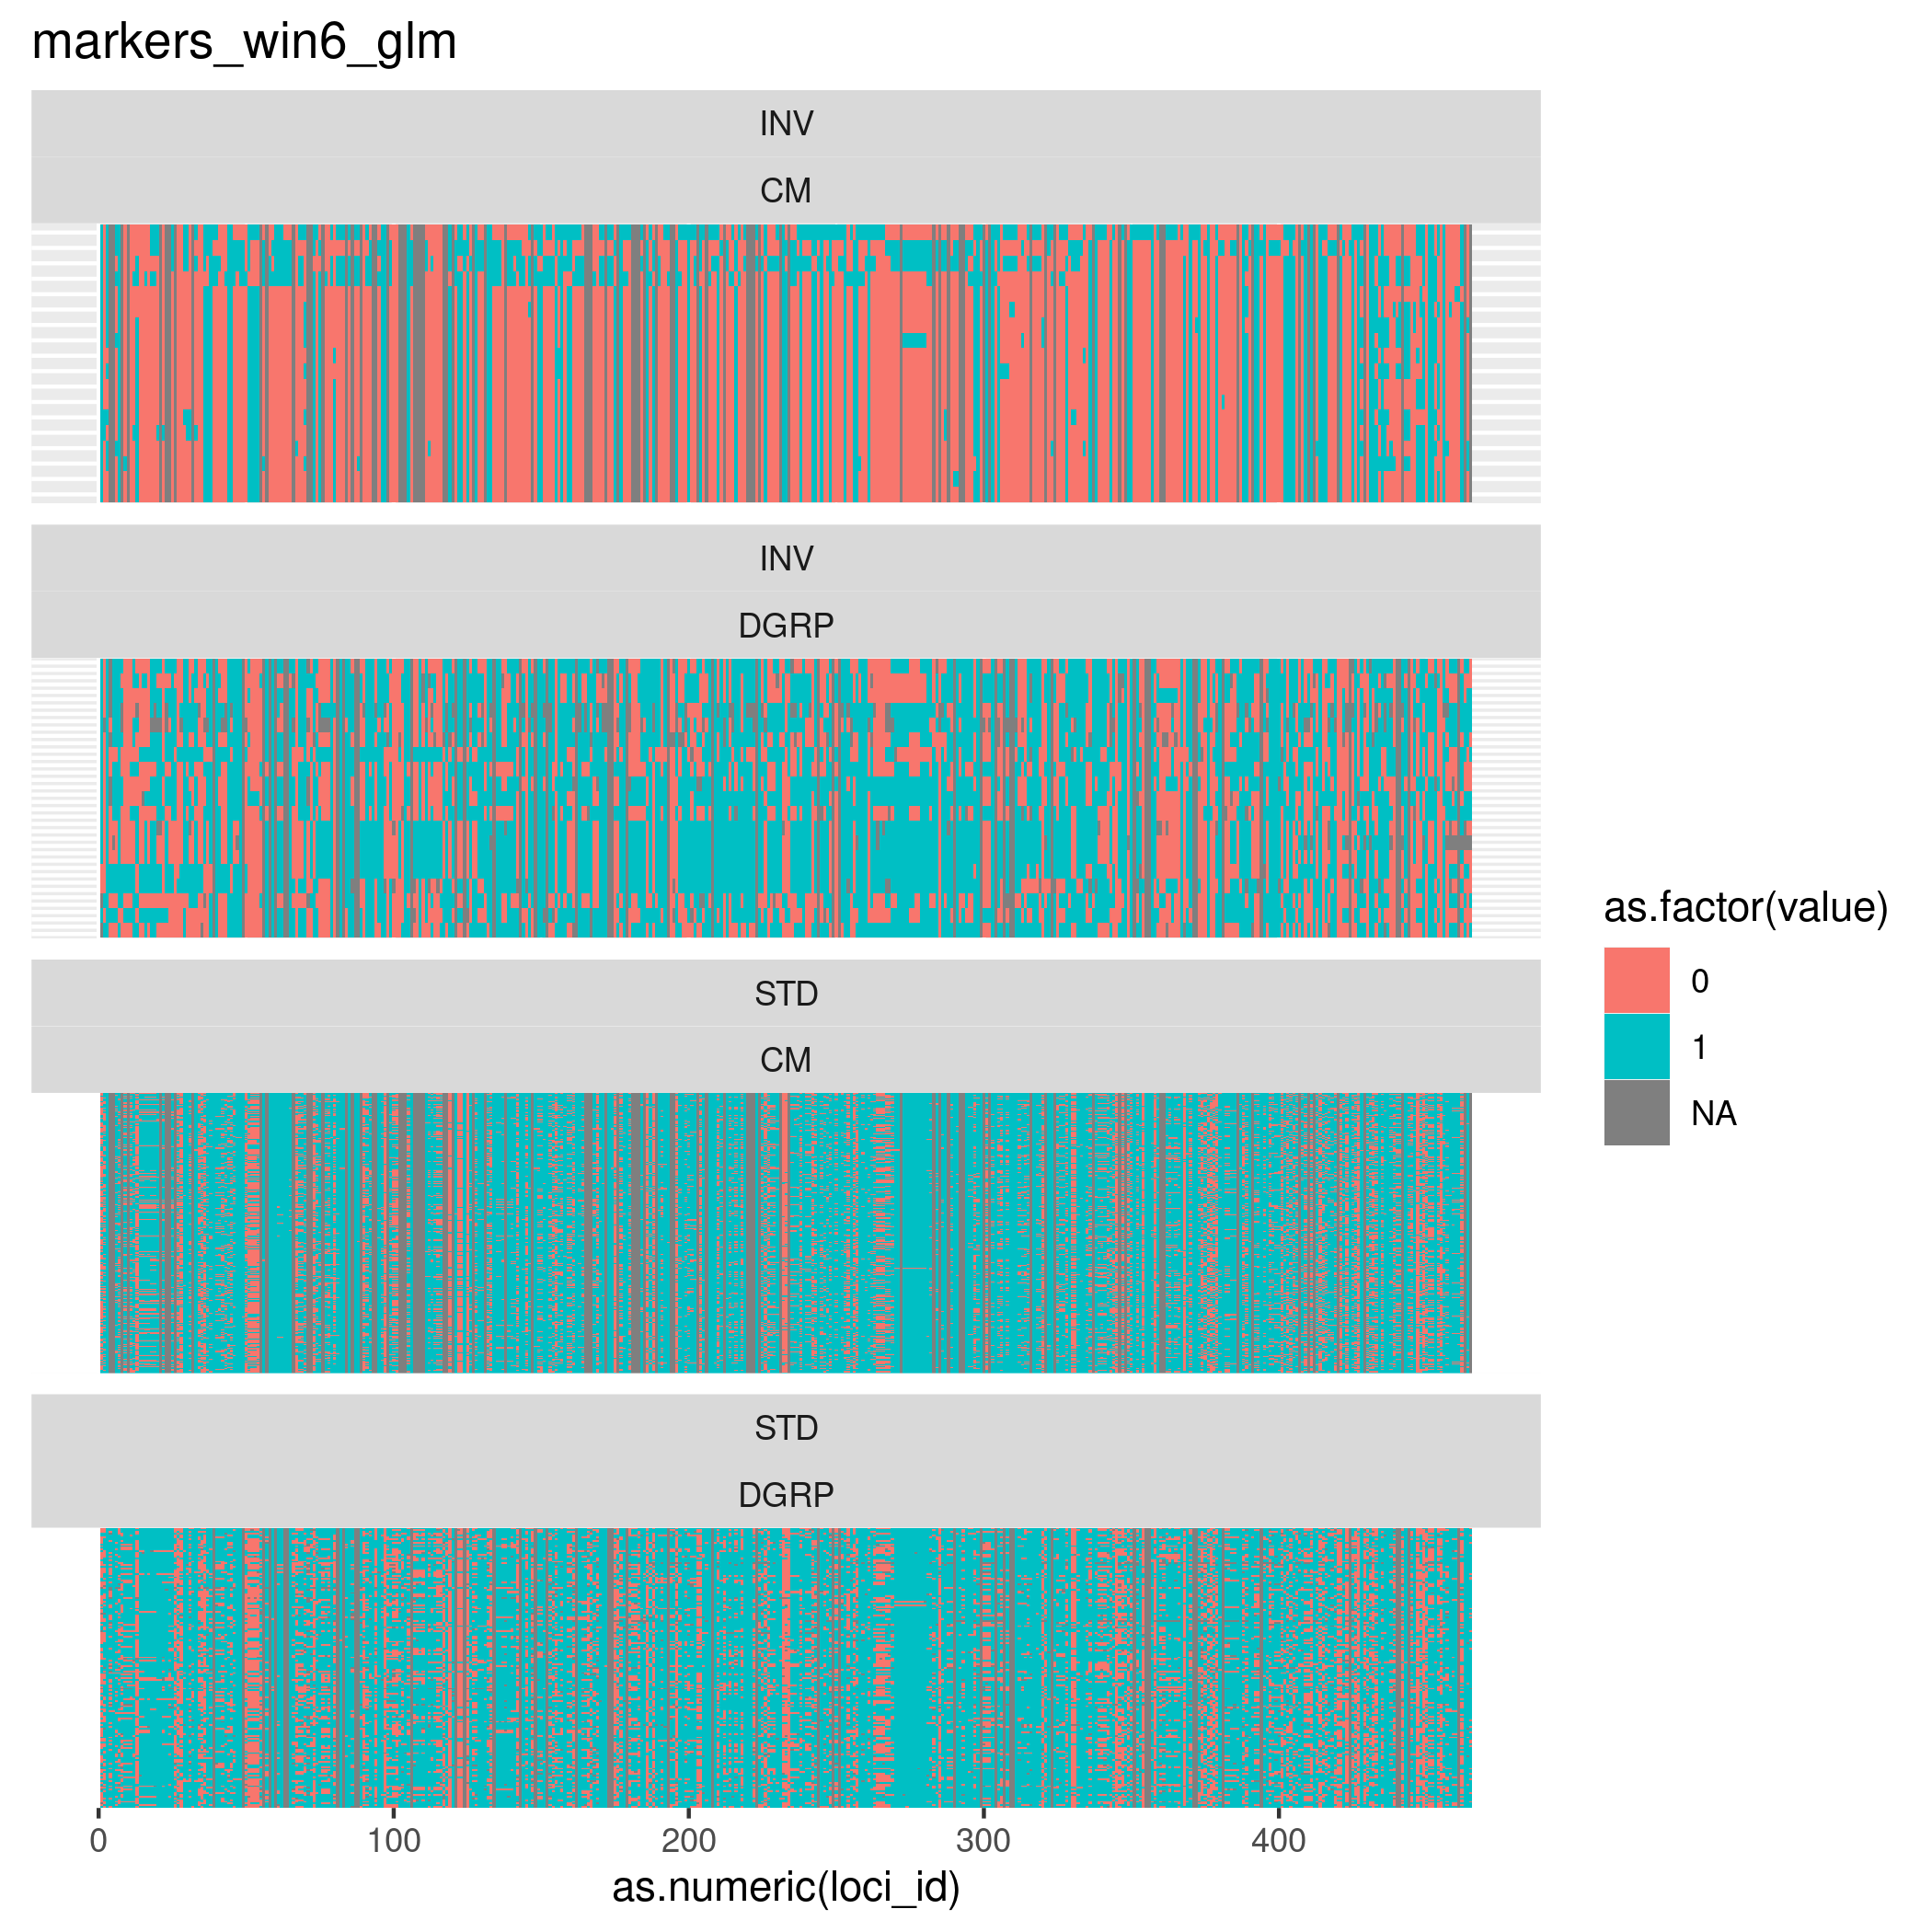 markers_win6_glm
INV
CM
INV
DGRP
STD
CM
STD
DGRP
as.factor(value)
0
1
NA
0 100 200 300 400
as.numeric(loci_id)